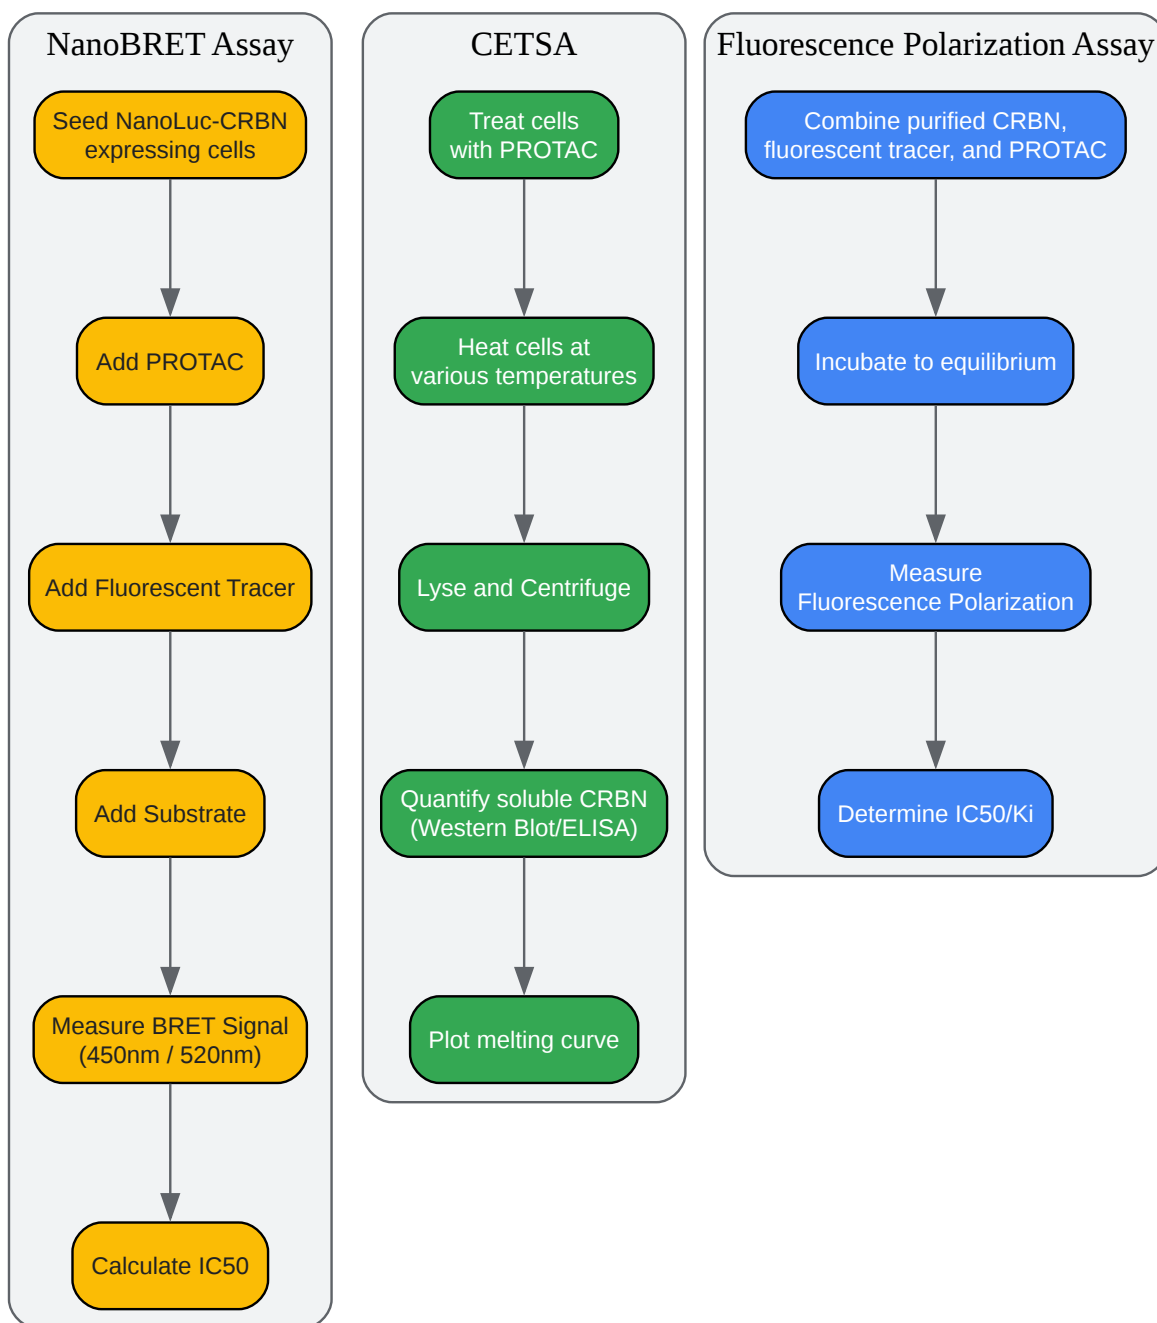 NanoBRET Assay
Seed NanoLuc-CRBN
expressing cells
Add PROTAC
Add Fluorescent Tracer
Add Substrate
Measure BRET Signal
(450nm / 520nm)
Calculate IC50
CETSA
Treat cells
with PROTAC
Heat cells at
various temperatures
Lyse and Centrifuge
Quantify soluble CRBN
(Western Blot/ELISA)
Plot melting curve
Fluorescence Polarization Assay
Combine purified CRBN,
fluorescent tracer, and PROTAC
Incubate to equilibrium
Measure
Fluorescence Polarization
Determine IC50/Ki